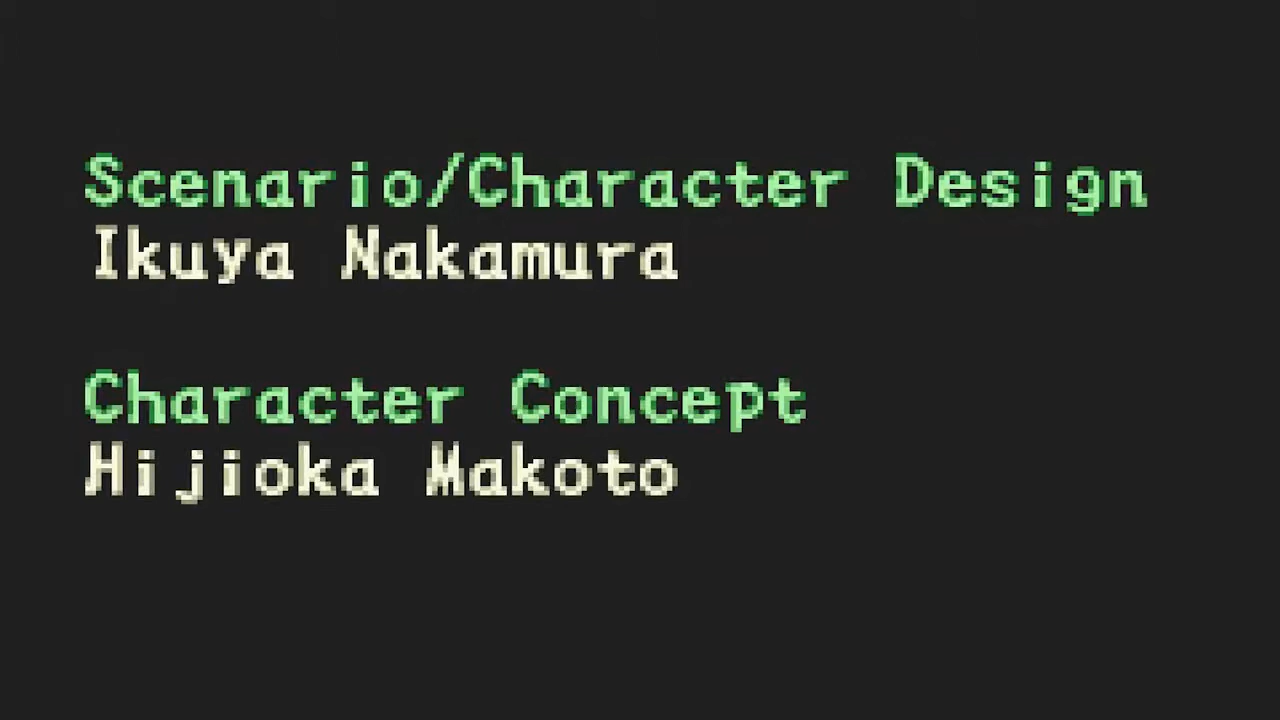 Scenario/Character Design
Ikuya Nakamura
Character Concept
Hijioka Makoto